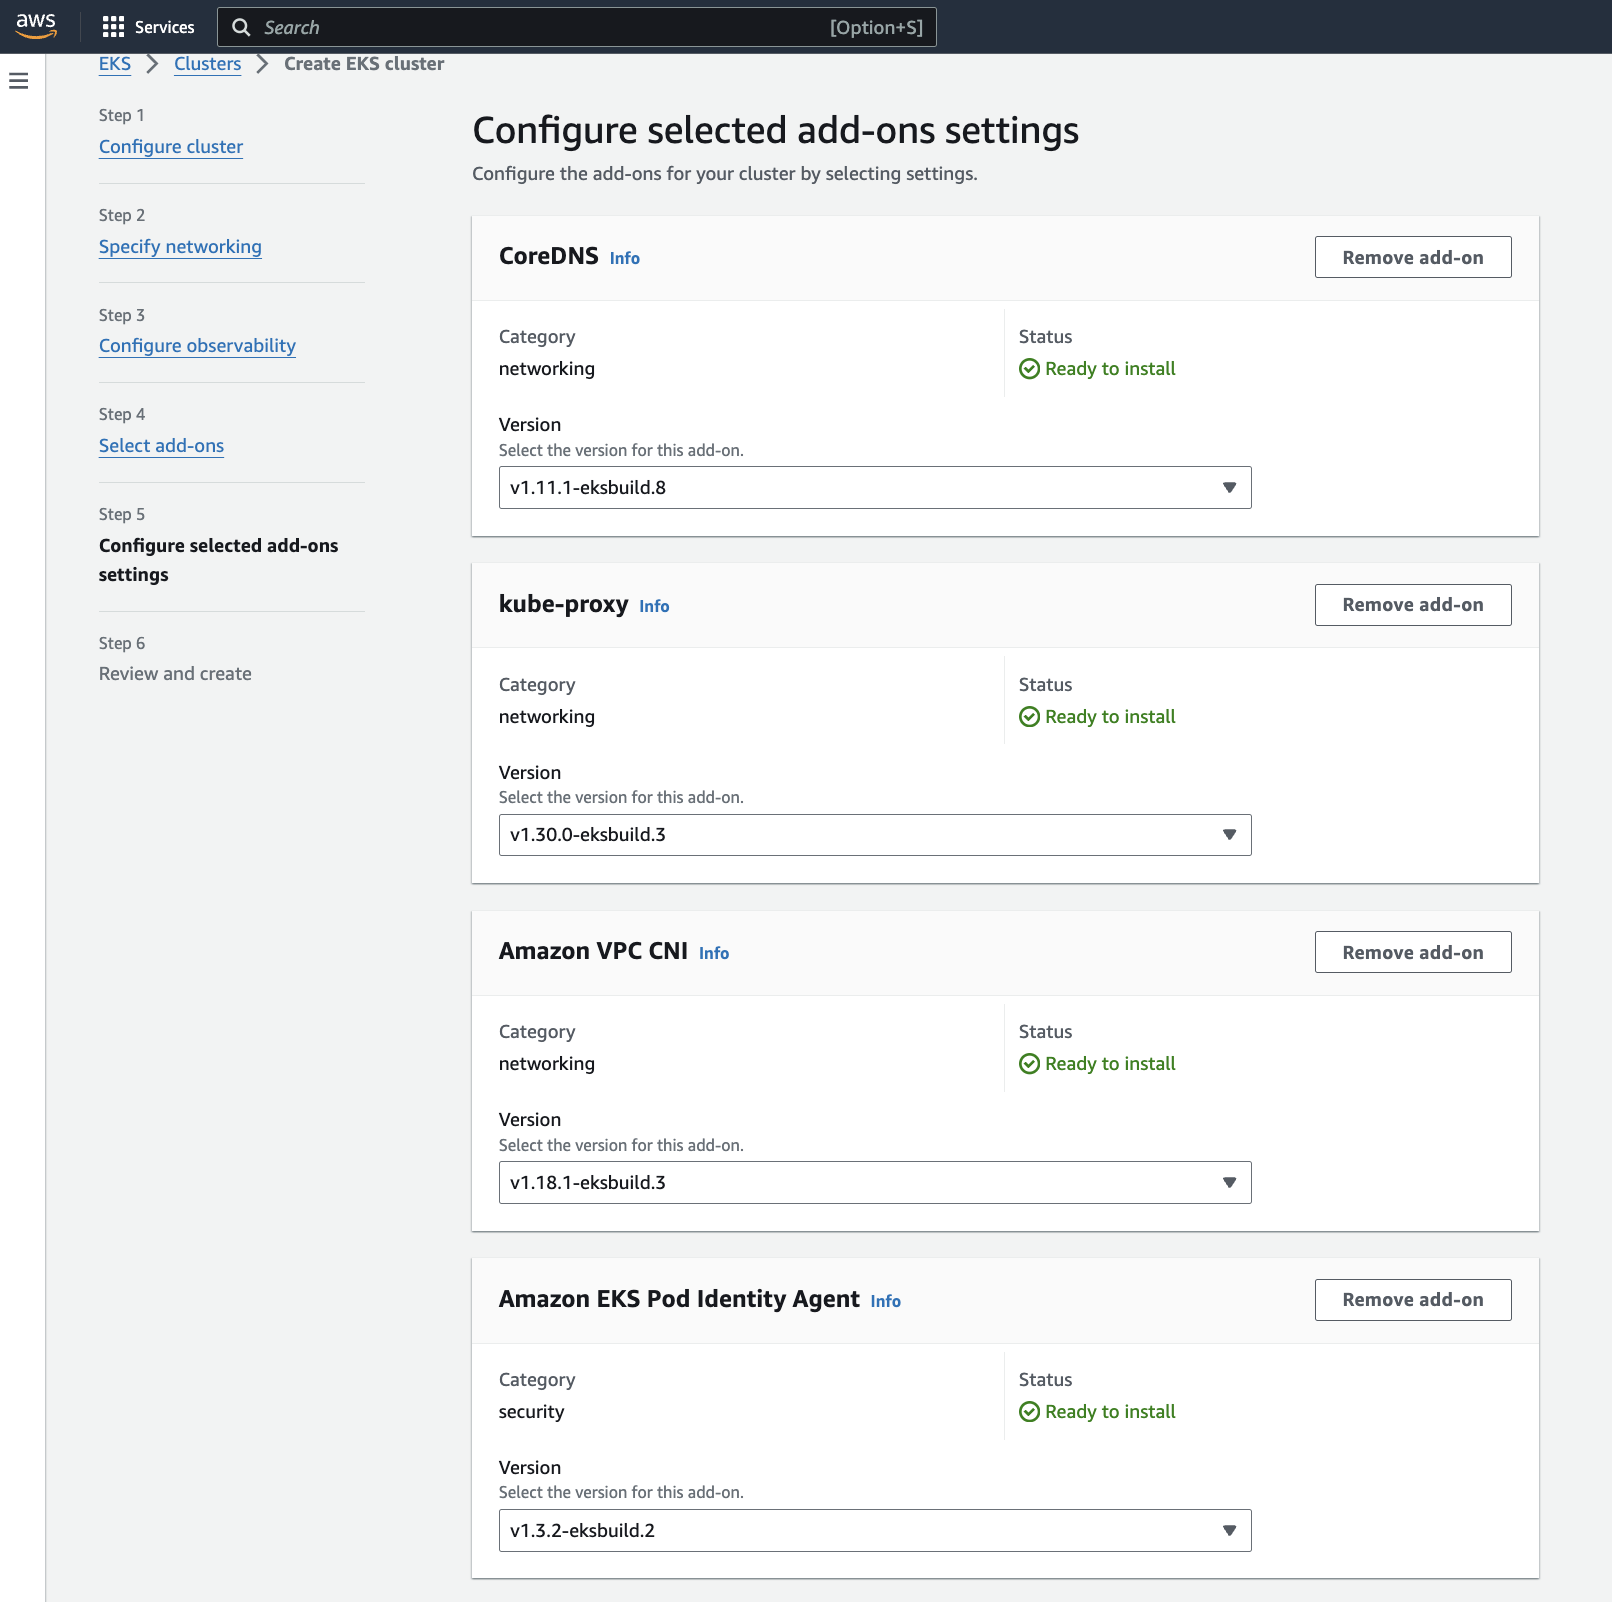 aws
Services
Search [Option+S]
EKS > Clusters > Create EKS cluster
Step 1
Configure cluster
Step 2
Specify networking
Step 3
Configure observability
Step 4
Select add-ons
Step 5
Configure selected add-ons
settings
Step 6
Review and create
Configure selected add-ons settings
Configure the add-ons for your cluster by selecting settings.
CoreDNS Info
Remove add-on
Category
networking
Status
Ready to install
Version
Select the version for this add-on.
v1.11.1-eksbuild.8
kube-proxy Info
Remove add-on
Category
networking
Status
Ready to install
Version
Select the version for this add-on.
v1.30.0-eksbuild.3
Amazon VPC CNI Info
Remove add-on
Category
networking
Status
Ready to install
Version
Select the version for this add-on.
v1.18.1-eksbuild.3
Amazon EKS Pod Identity Agent Info
Remove add-on
Category
security
Status
Ready to install
Version
Select the version for this add-on.
v1.3.2-eksbuild.2